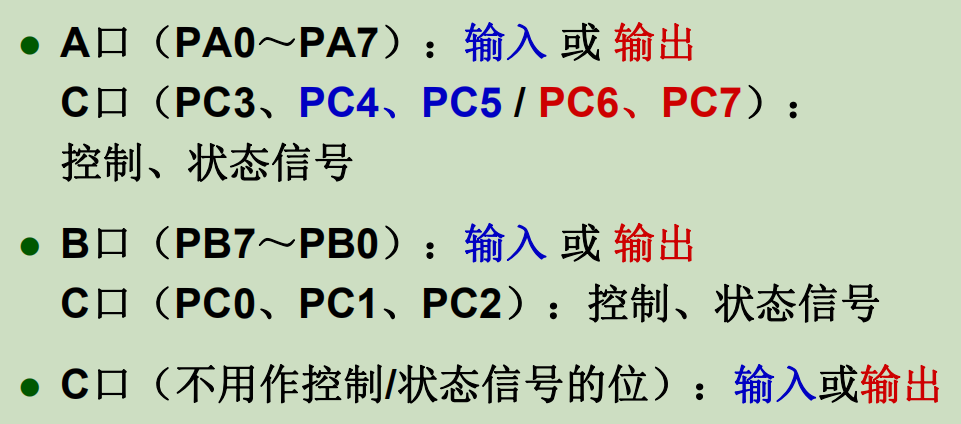 ● A口（PA0～PA7）：输入 或 输出
C口（PC3、PC4、PC5 / PC6、PC7）：
控制、状态信号
● B口（PB7～PB0）：输入 或 输出
C口（PC0、PC1、PC2）：控制、状态信号
● C口（不用作控制/状态信号的位）：输入或输出